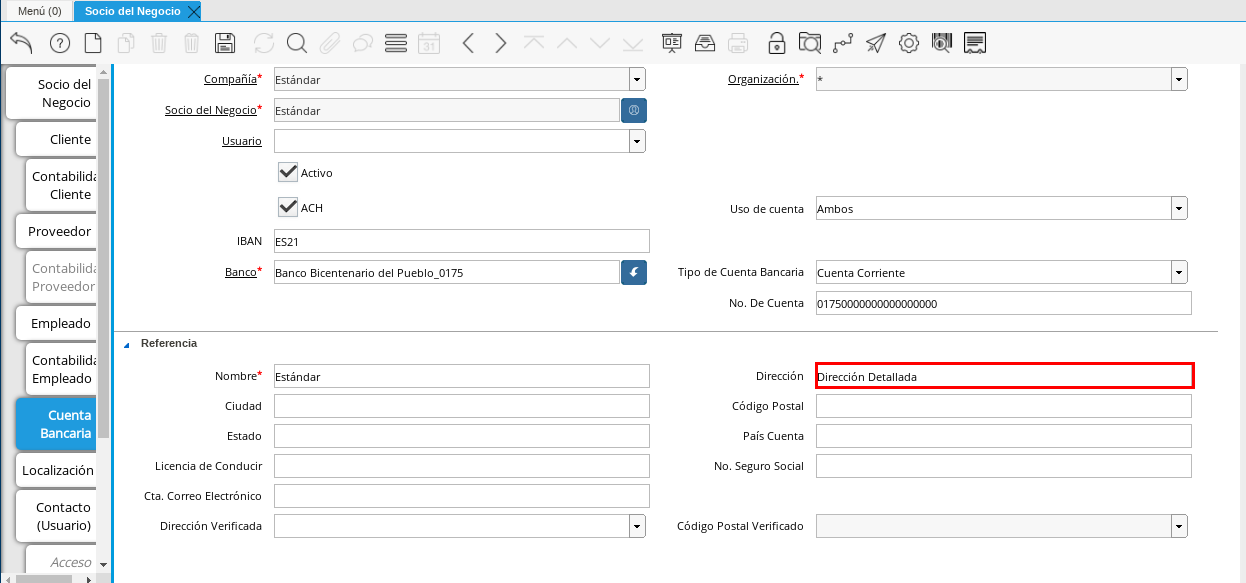 Menú (0)
Socio del Negocio
31
Socio del
Negocio
Cliente
Contabilida
Cliente
Proveedor
Contabilida
Proveedor
Empleado
Contabilida
Empleado
Cuenta
Bancaria
Localización
Contacto
(Usuario)
Acceso
Compañía* Estándar
Organización.* *
Socio del Negocio* Estándar
Usuario
Activo
ACH
Uso de cuenta Ambos
IBAN ES21
Banco* Banco Bicentenario del Pueblo_0175
Tipo de Cuenta Bancaria Cuenta Corriente
No. De Cuenta 01750000000000000000
Referencia
Nombre* Estándar
Dirección Dirección Detallada
Ciudad
Código Postal
Estado
País Cuenta
Licencia de Conducir
No. Seguro Social
Cta. Correo Electrónico
Dirección Verificada
Código Postal Verificado